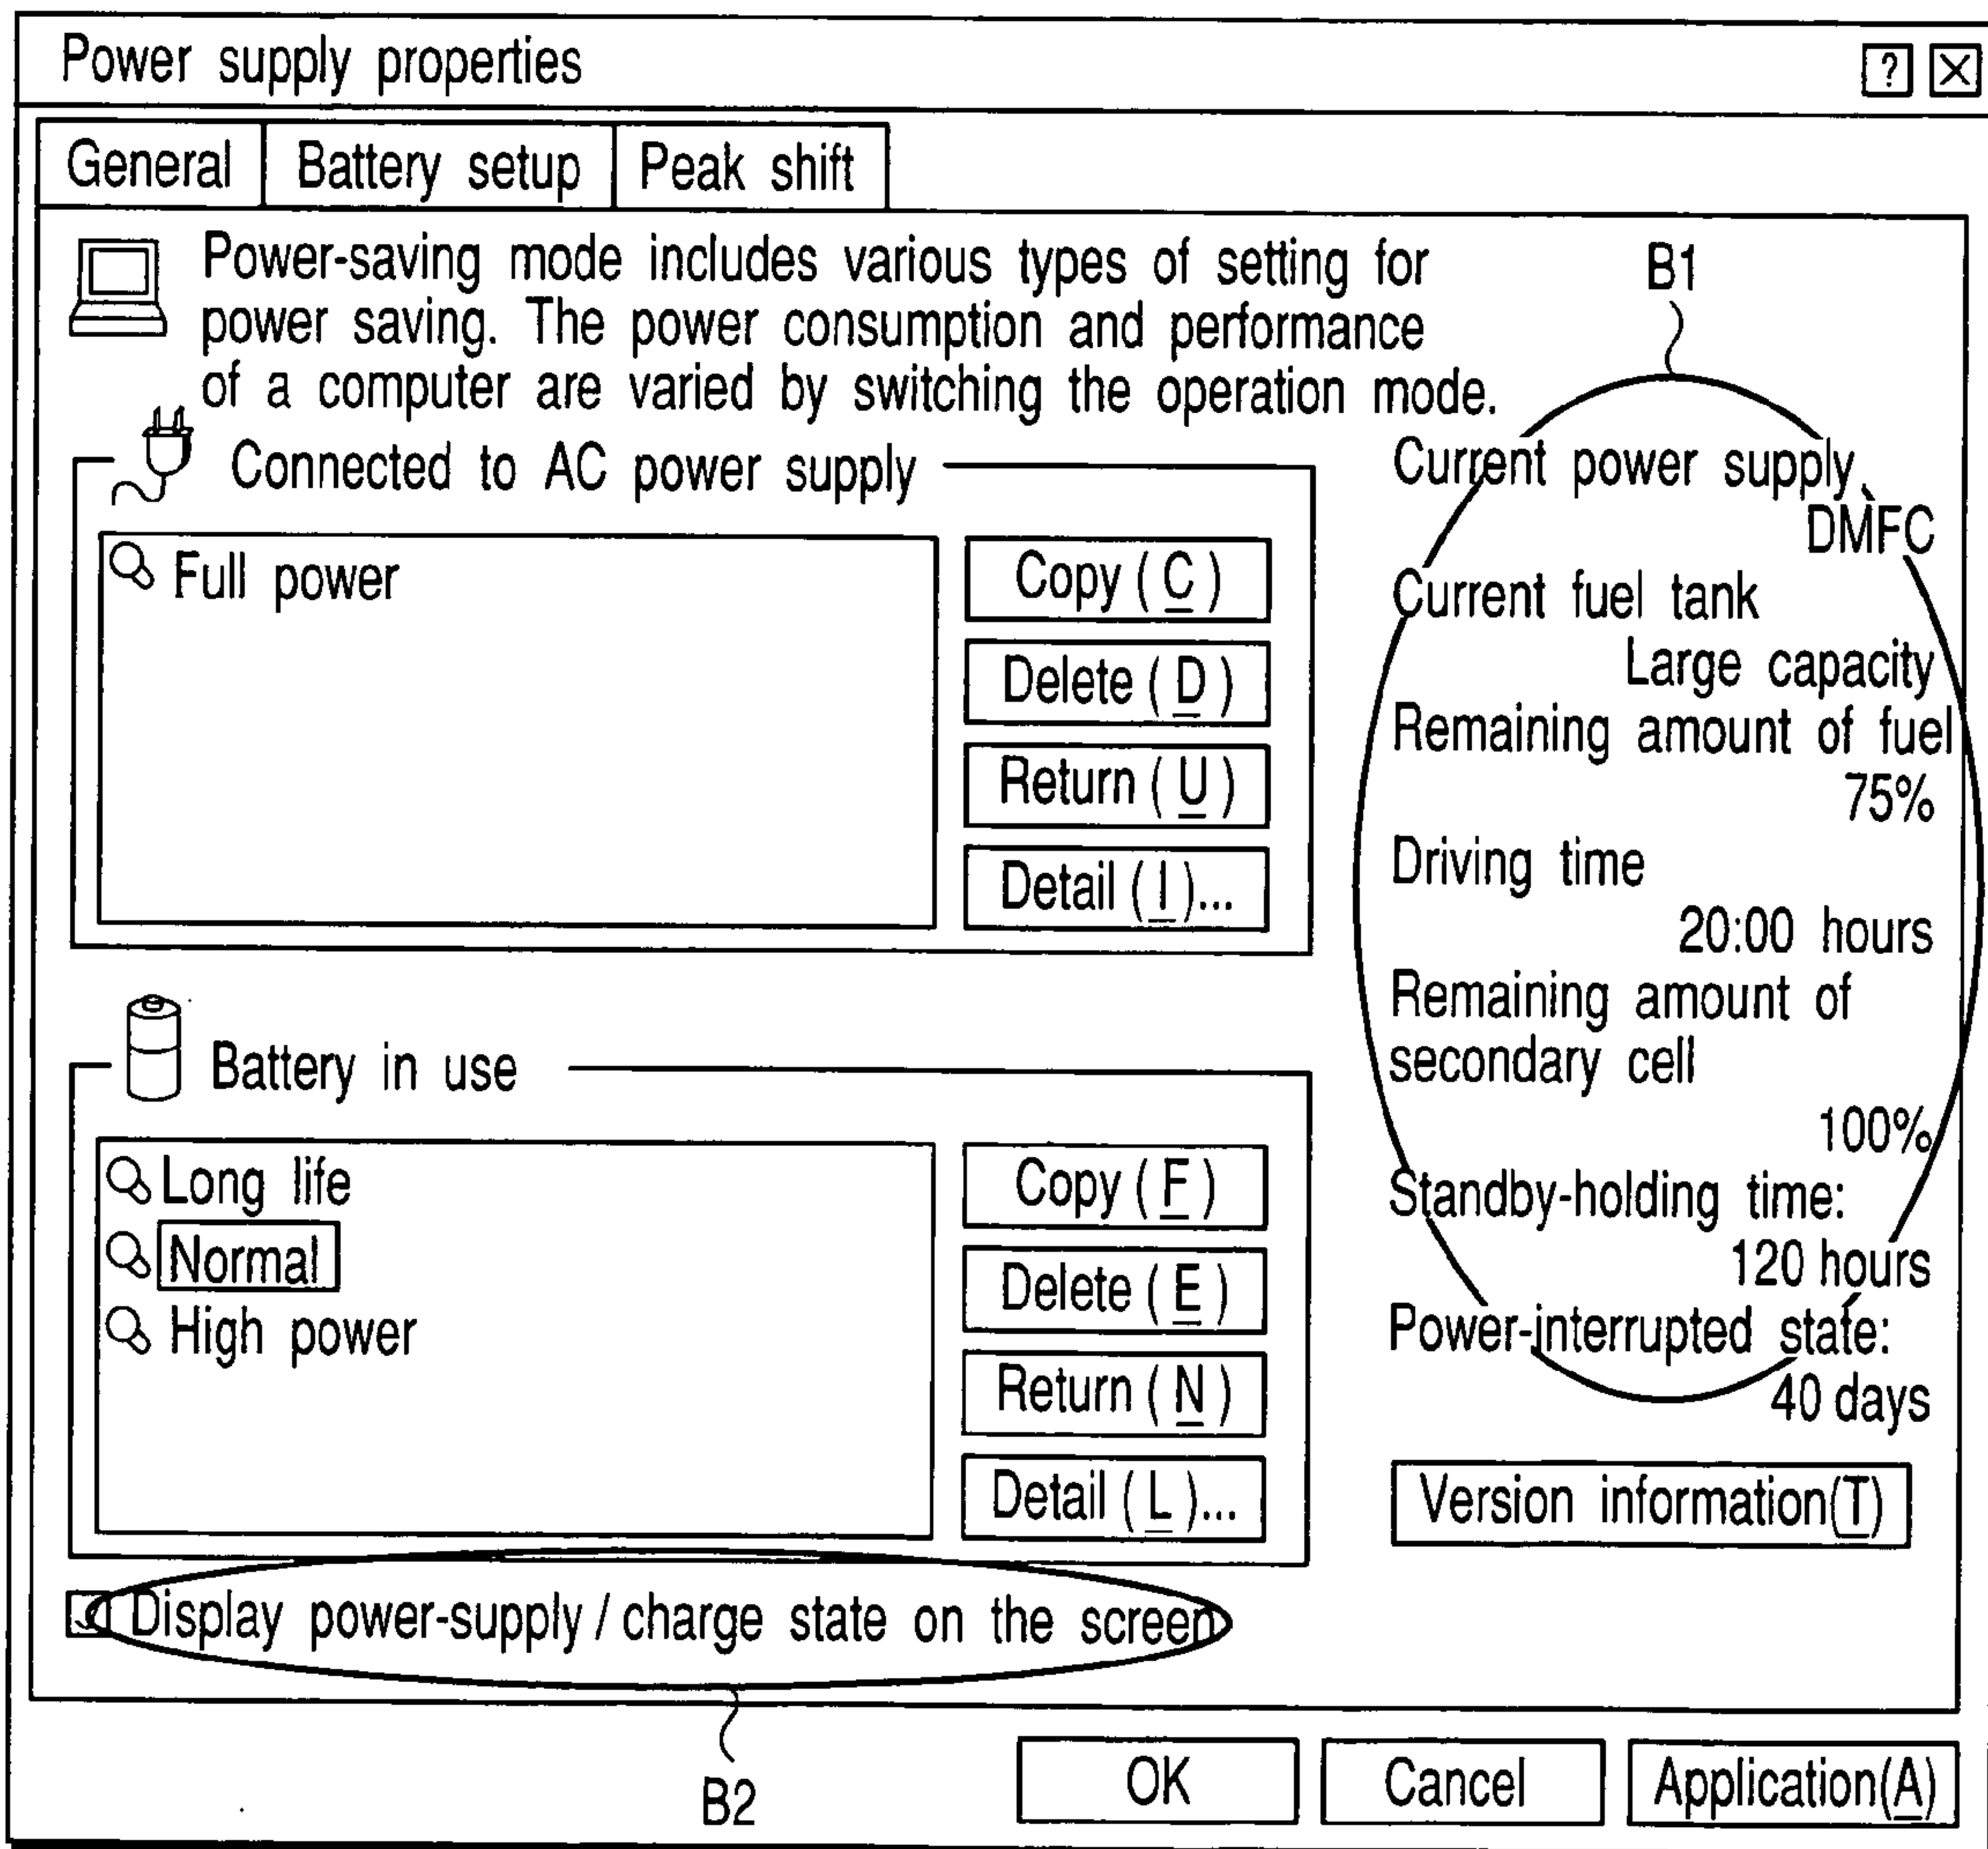 Power supply properties
?
General
Battery setup
Peak shift
Power-saving mode includes various types of setting for
power saving. The power consumption and performance
of a computer are varied by switching the operation mode.
B1
Connected to AC power supply
Full power
Copy ( C )
Delete ( D )
Return ( U )
Detail ( I )...
Battery in use
Long life
Normal
High power
Copy ( F )
Delete ( E )
Return ( N )
Detail ( L )...
Current power supply
DMFC
Current fuel tank
Large capacity
Remaining amount of fuel
75%
Driving time
20:00 hours
Remaining amount of
secondary cell
100%
Standby-holding time:
120 hours
Power-interrupted state:
40 days
Version information(T)
Display power-supply / charge state on the screen
B2
OK
Cancel
Application(A)